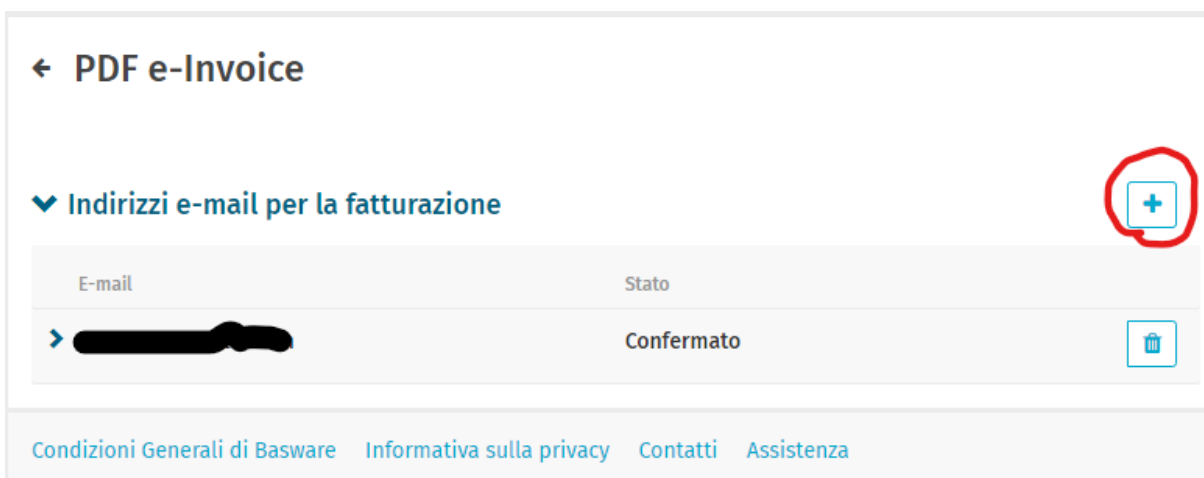 PDF e-Invoice
Indirizzi e-mail per la fatturazione
E-mail Stato
Confermato
Condizioni Generali di Basware Informativa sulla privacy Contatti Assistenza